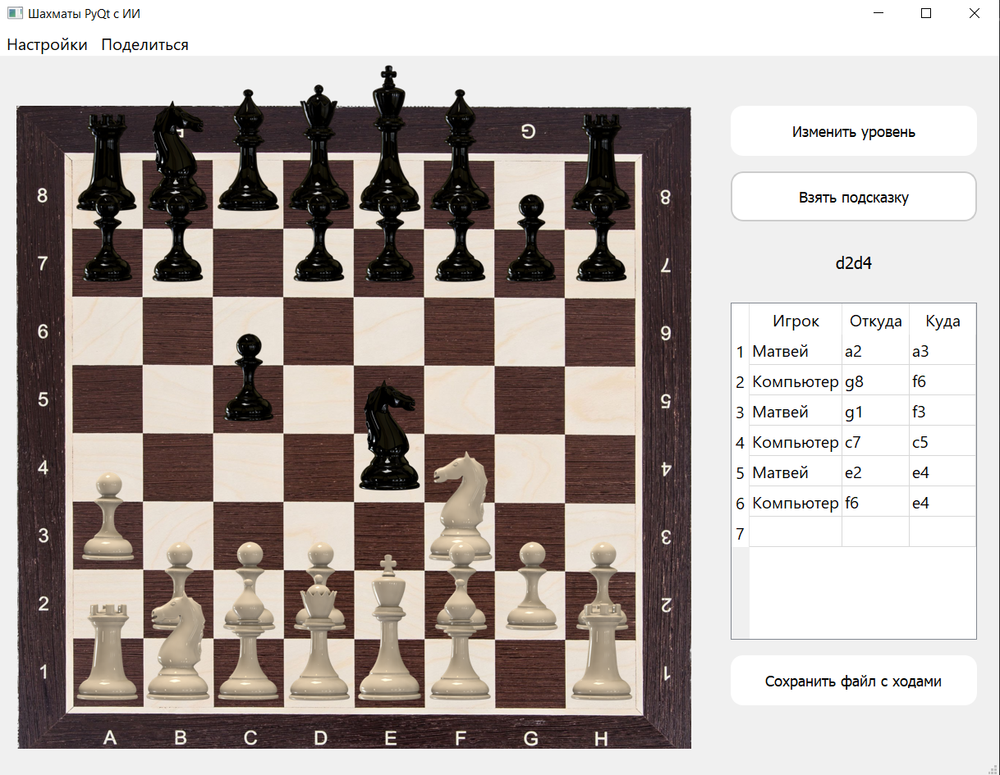 Шахматы PyQt с ИИ
Настройки Поделиться
G
8 8
7 7
6 6
5 5
4 4
3 3
2 2
1 1
A B C D E F G H
Изменить уровень
Взять подсказку
d2d4
Игрок Откуда Куда
1 Матвей a2 a3
2 Компьютер g8 f6
3 Матвей g1 f3
4 Компьютер c7 c5
5 Матвей e2 e4
6 Компьютер f6 e4
7
Сохранить файл с ходами